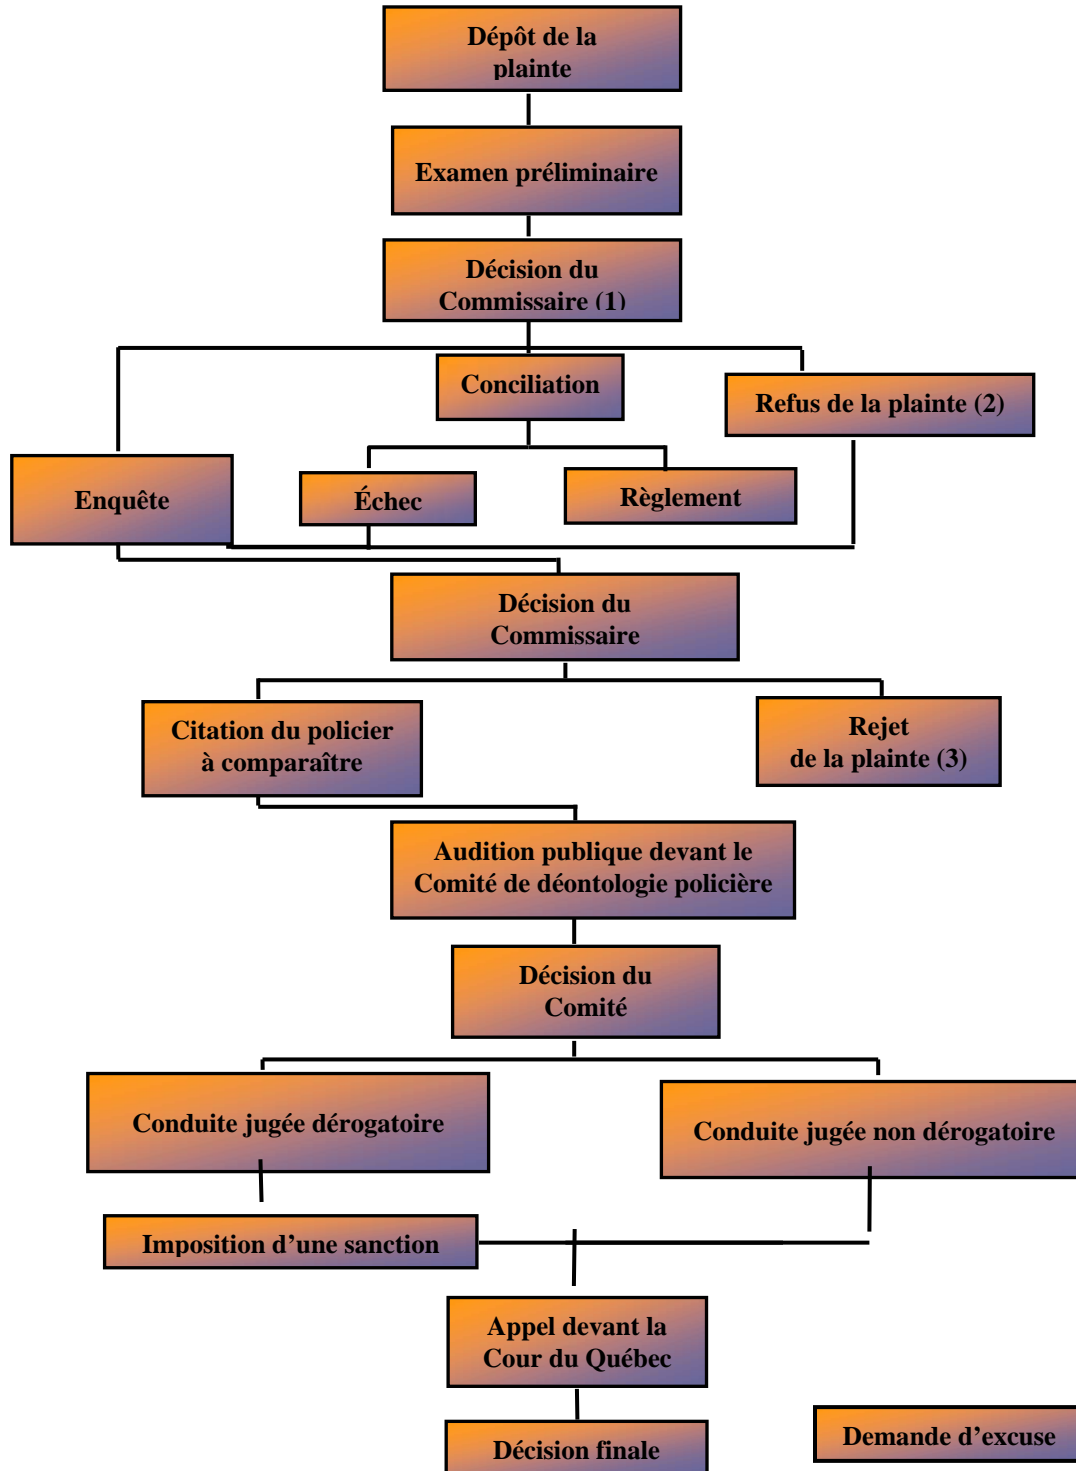 Dépôt de la
plainte
Examen préliminaire
Décision du
Commissaire (1)
Conciliation
Refus de la plainte (2)
Enquête
Échec
Règlement
Décision du
Commissaire
Citation du policier
à comparaître
Rejet
de la plainte (3)
Audition publique devant le
Comité de déontologie policière
Décision du
Comité
Conduite jugée dérogatoire
Conduite jugée non dérogatoire
Imposition d’une sanction
Appel devant la
Cour du Québec
Décision finale
Demande d’excuse